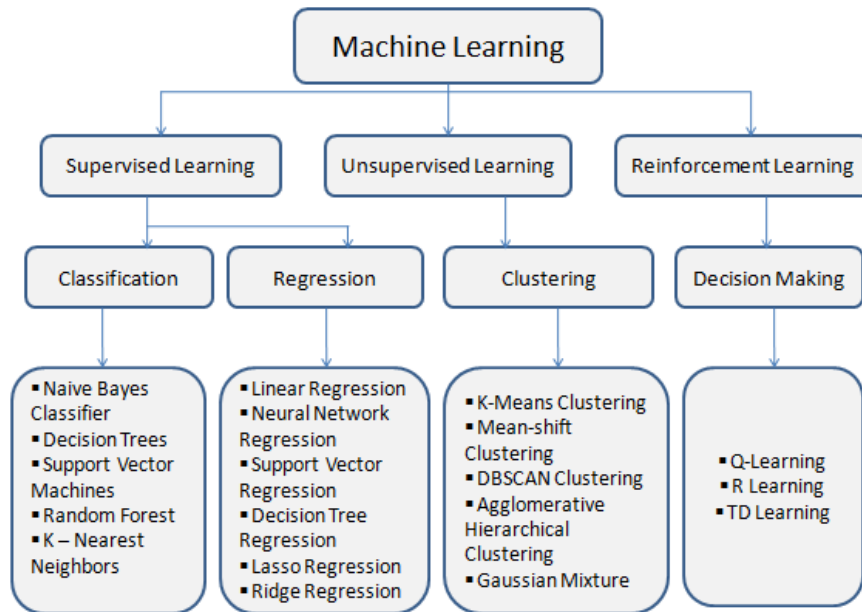 Machine Learning
Supervised Learning
Unsupervised Learning
Reinforcement Learning
Classification
Regression
Clustering
Decision Making
▪ Naive Bayes
Classifier
▪ Decision Trees
▪ Support Vector
Machines
▪ Random Forest
▪ K – Nearest
Neighbors
▪ Linear Regression
▪ Neural Network
Regression
▪ Support Vector
Regression
▪ Decision Tree
Regression
▪ Lasso Regression
▪ Ridge Regression
▪ K-Means Clustering
▪ Mean-shift
Clustering
▪ DBSCAN Clustering
▪ Agglomerative
Hierarchical
Clustering
▪ Gaussian Mixture
▪ Q-Learning
▪ R Learning
▪ TD Learning